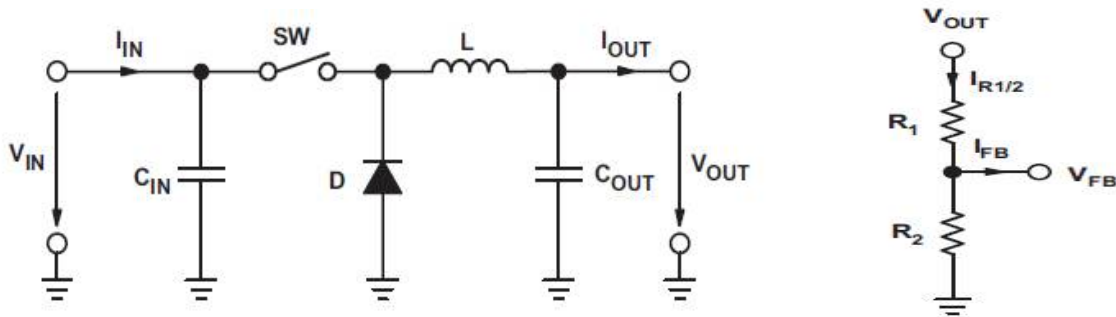 I_IN
SW
L
I_OUT
V_IN
C_IN
D
C_OUT
V_OUT
V_OUT
I_R1/2
R_1
I_FB
V_FB
R_2